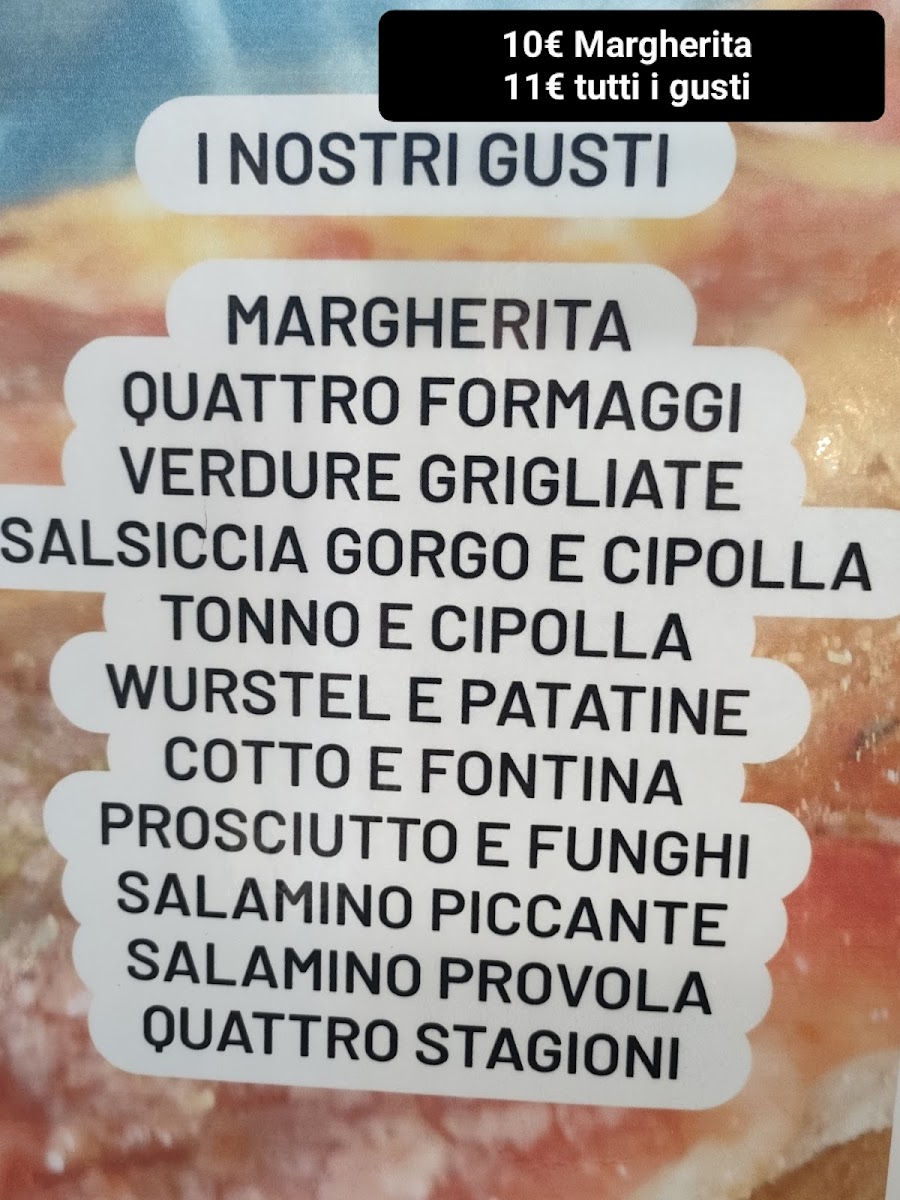 10€ Margherita
11€ tutti i gusti
I NOSTRI GUSTI
MARGHERITA
QUATTRO FORMAGGI
VERDURE GRIGLIATE
SALSICCIA GORGO E CIPOLLA
TONNO E CIPOLLA
WURSTEL E PATATINE
COTTO E FONTINA
PROSCIUTTO E FUNGHI
SALAMINO PICCANTE
SALAMINO PROVOLA
QUATTRO STAGIONI